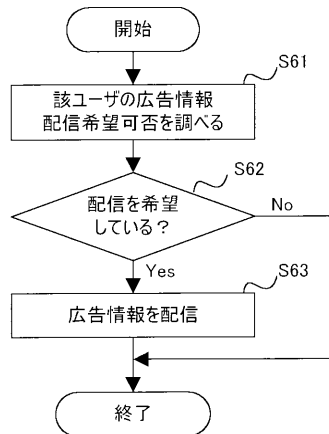 開始
S61
該ユーザの広告情報
配信希望可否を調べる
S62
配信を希望
している？
No
Yes
S63
広告情報を配信
終了